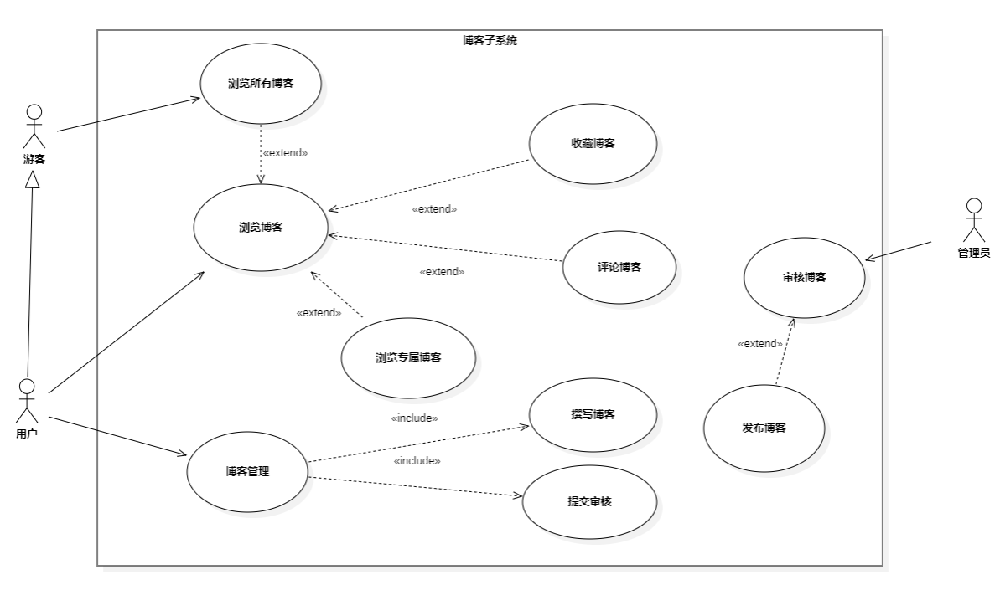 博客子系统
浏览所有博客
游客
«extend»
收藏博客
浏览博客
«extend»
管理员
评论博客
«extend»
审核博客
«extend»
«extend»
浏览专属博客
用户
«include»
撰写博客
发布博客
博客管理
«include»
提交审核